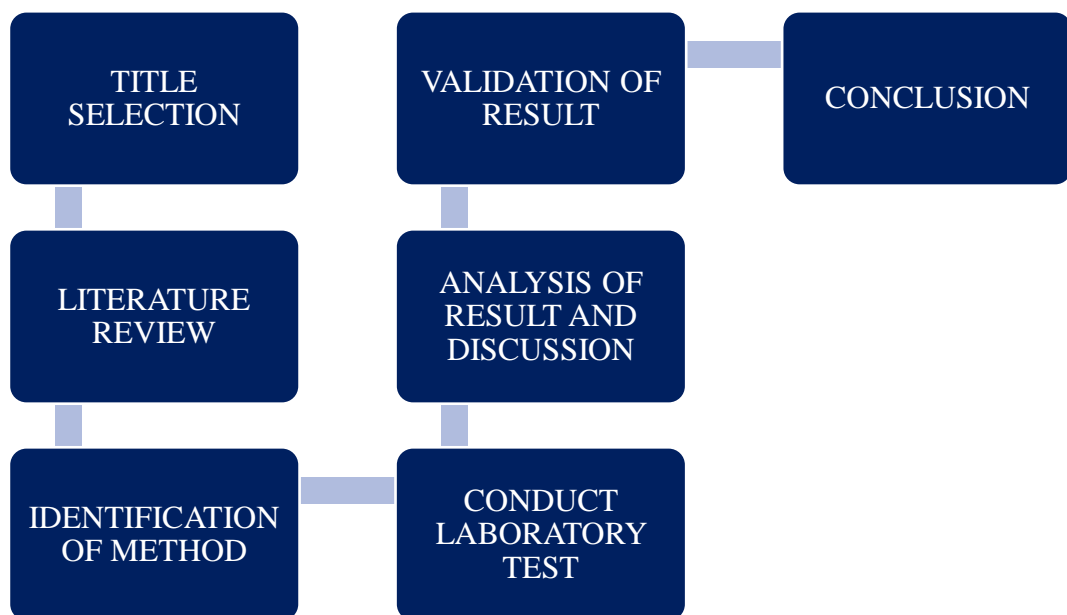 TITLE
SELECTION
LITERATURE
REVIEW
IDENTIFICATION
OF METHOD
CONDUCT
LABORATORY
TEST
ANALYSIS OF
RESULT AND
DISCUSSION
VALIDATION OF
RESULT
CONCLUSION